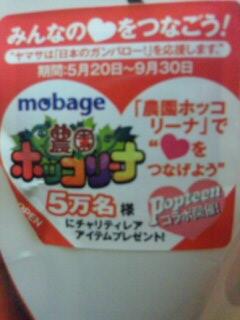 みんなの♥をつなごう!
"ヤマサは「日本のガンバロー!」を応援します。"
期間:5月20日〜9月30日
mobage
農園
ホッコリーナ
「農園ホッコ
リーナ」で
"♥を
つなげよう"
5万名様
にチャリティレア
アイテムプレゼント!
Popteen
コラボ開催!!
OPEN